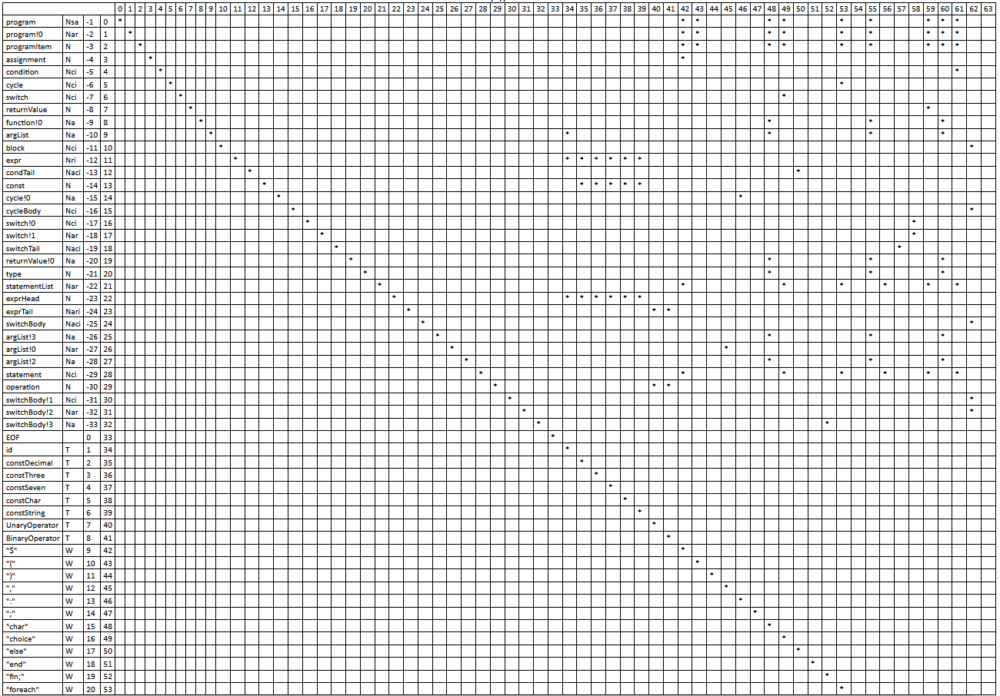 0 1 2 3 4 5 6 7 8 9 10 11 12 13 14 15 16 17 18 19 20 21 22 23 24 25 26 27 28 29 30 31 32 33 34 35 36 37 38 39 40 41 42 43 44 45 46 47 48 49 50 51 52 53 54 55 56 57 58 59 60 61 62 63
program Nsa -1 0 * * * * * * * * * *
program!0 Nar -2 1 * * * * * * * * * *
programItem N -3 2 * * * * * * * * * *
assignment N -4 3 * *
condition Nci -5 4 * *
cycle Nci -6 5 * *
switch Nci -7 6 * *
returnValue N -8 7 * *
function!0 Na -9 8 * * * *
argList Na -10 9 * * * * *
block Nci -11 10 * *
expr Nri -12 11 * * * * * * *
condTail Naci -13 12 * *
const N -14 13 * * * * * *
cycle!0 Na -15 14 * *
cycleBody Nci -16 15 * *
switch!0 Nci -17 16 * *
switch!1 Nar -18 17 * *
switchTail Naci -19 18 * *
returnValue!0 Na -20 19 * * * *
type N -21 20 * * * *
statementList Nar -22 21 * * * * * * *
exprHead N -23 22 * * * * * * *
exprTail Nari -24 23 * * *
switchBody Naci -25 24 * *
argList!3 Na -26 25 * * * *
argList!0 Nar -27 26 * *
argList!2 Na -28 27 * * * *
statement Nci -29 28 * * * * * * *
operation N -30 29 * * *
switchBody!1 Nci -31 30 * *
switchBody!2 Nar -32 31 * *
switchBody!3 Na -33 32 * *
EOF 0 33 *
id T 1 34 *
constDecimal T 2 35 *
constThree T 3 36 *
constSeven T 4 37 *
constChar T 5 38 *
constString T 6 39 *
UnaryOperator T 7 40 *
BinaryOperator T 8 41 *
"$" W 9 42 *
"(" W 10 43 *
")" W 11 44 *
"," W 12 45 *
":" W 13 46 *
";" W 14 47 *
"char" W 15 48 *
"choice" W 16 49 *
"else" W 17 50 *
"end" W 18 51 *
"fin;" W 19 52 *
"foreach" W 20 53 *